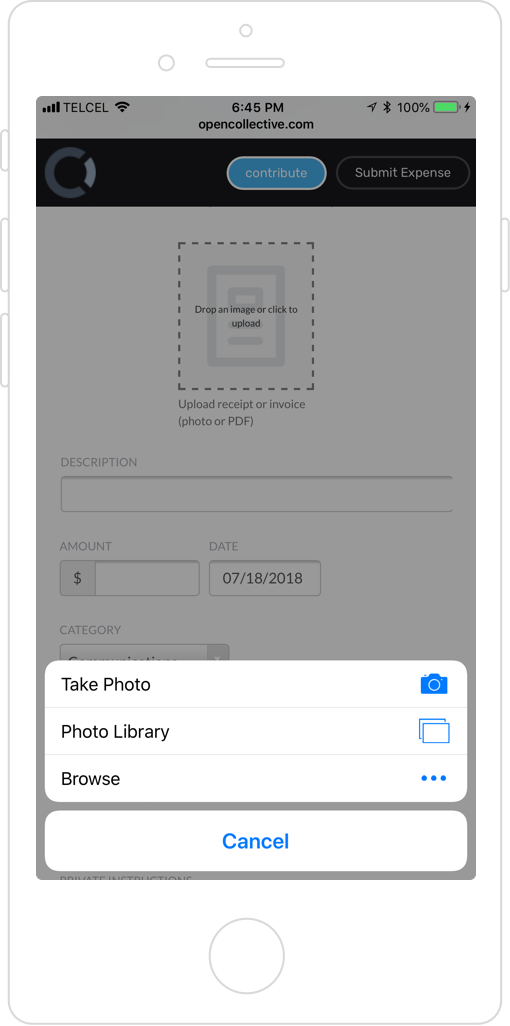 TELCEL 6:45 PM 100%
opencollective.com
contribute Submit Expense
Drop an image or click to
upload
Upload receipt or invoice
(photo or PDF)
DESCRIPTION
AMOUNT DATE
$ 07/18/2018
CATEGORY
Communications
Take Photo
Photo Library
Browse
Cancel
PRIVATE INSTRUCTIONS